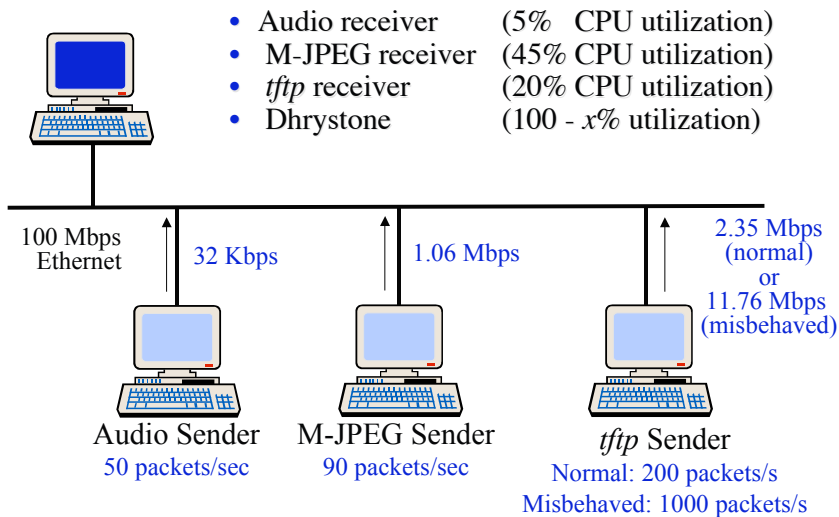 • Audio receiver (5% CPU utilization)
• M-JPEG receiver (45% CPU utilization)
• tftp receiver (20% CPU utilization)
• Dhrystone (100 - x% utilization)
100 Mbps
Ethernet
32 Kbps
1.06 Mbps
2.35 Mbps
(normal)
or
11.76 Mbps
(misbehaved)
Audio Sender
50 packets/sec
M-JPEG Sender
90 packets/sec
tftp Sender
Normal: 200 packets/s
Misbehaved: 1000 packets/s